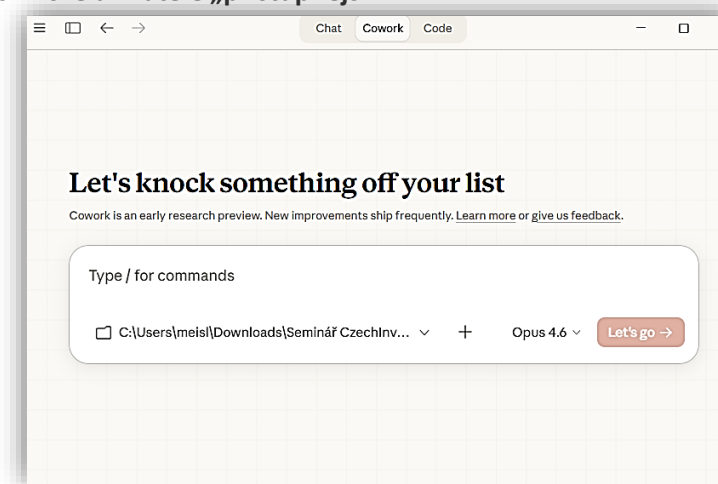 Chat Cowork Code
Let's knock something off your list
Cowork is an early research preview. New improvements ship frequently. Learn more or give us feedback.
Type / for commands
C:\Users\meisl\Downloads\Seminář CzechInv... + Opus 4.6 Let's go →